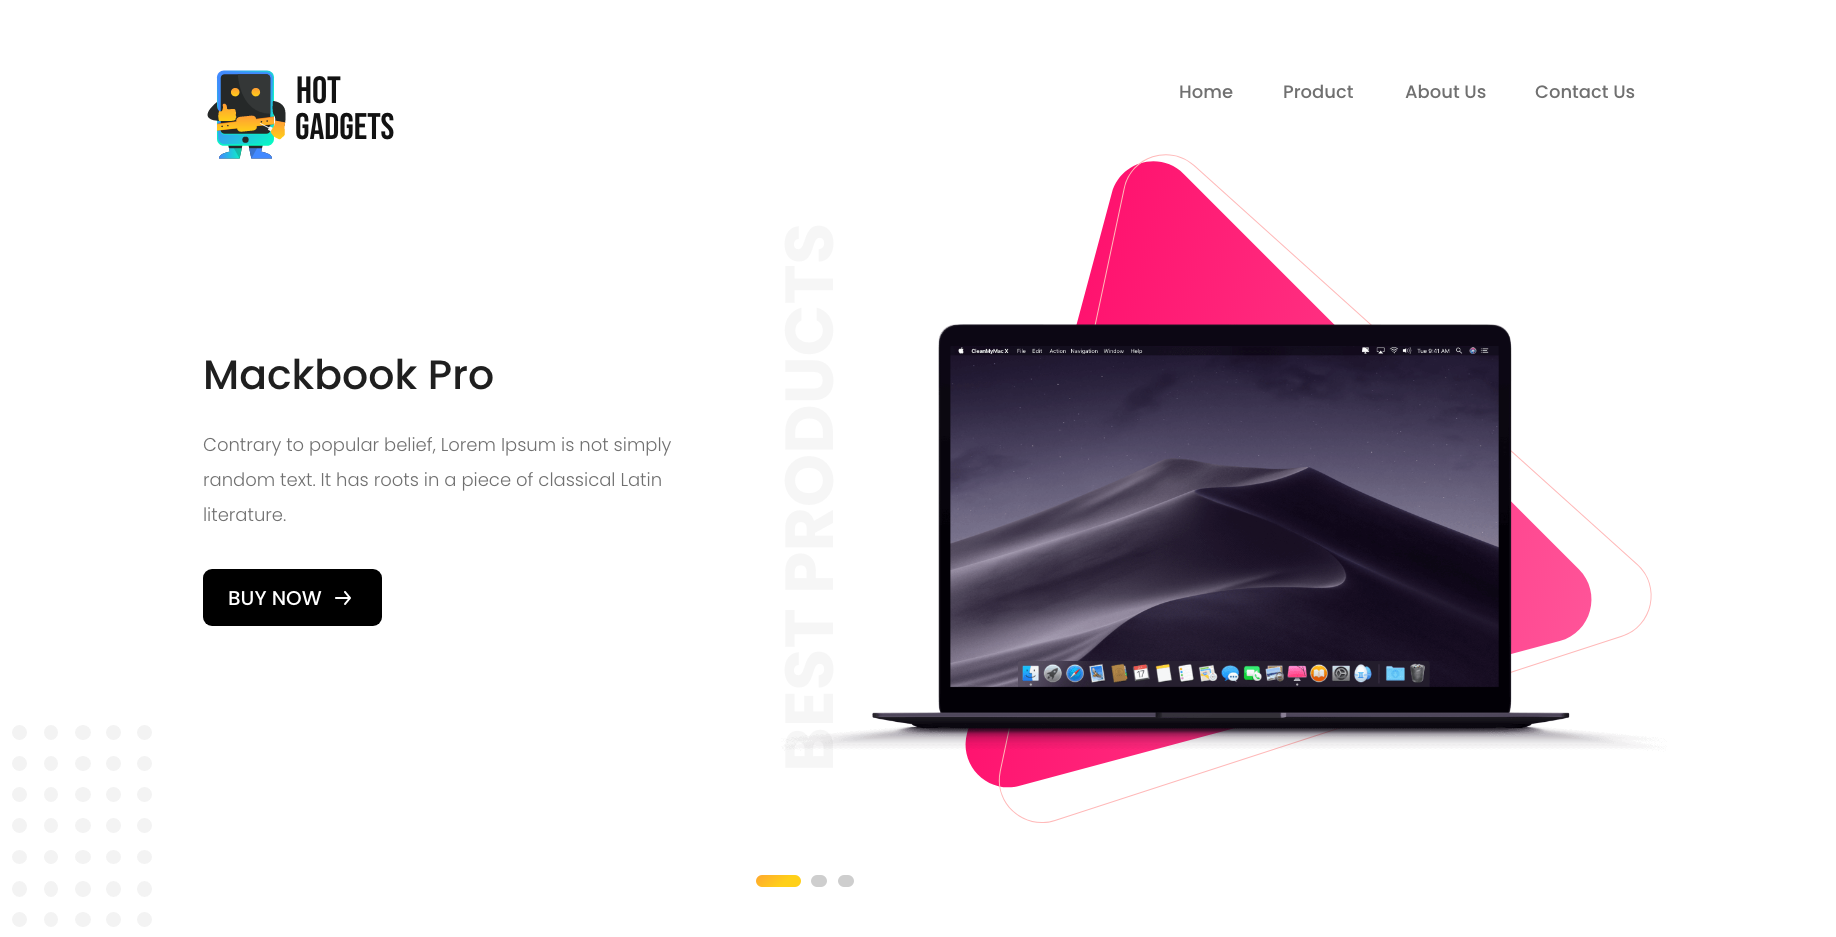 HOT
GADGETS
Home Product About Us Contact Us
BEST PRODUCTS
Mackbook Pro
Contrary to popular belief, Lorem Ipsum is not simply
random text. It has roots in a piece of classical Latin
literature.
BUY NOW
CleanMyMac X File Edit Action Navigation Window Help Tue 9:41 AM
17